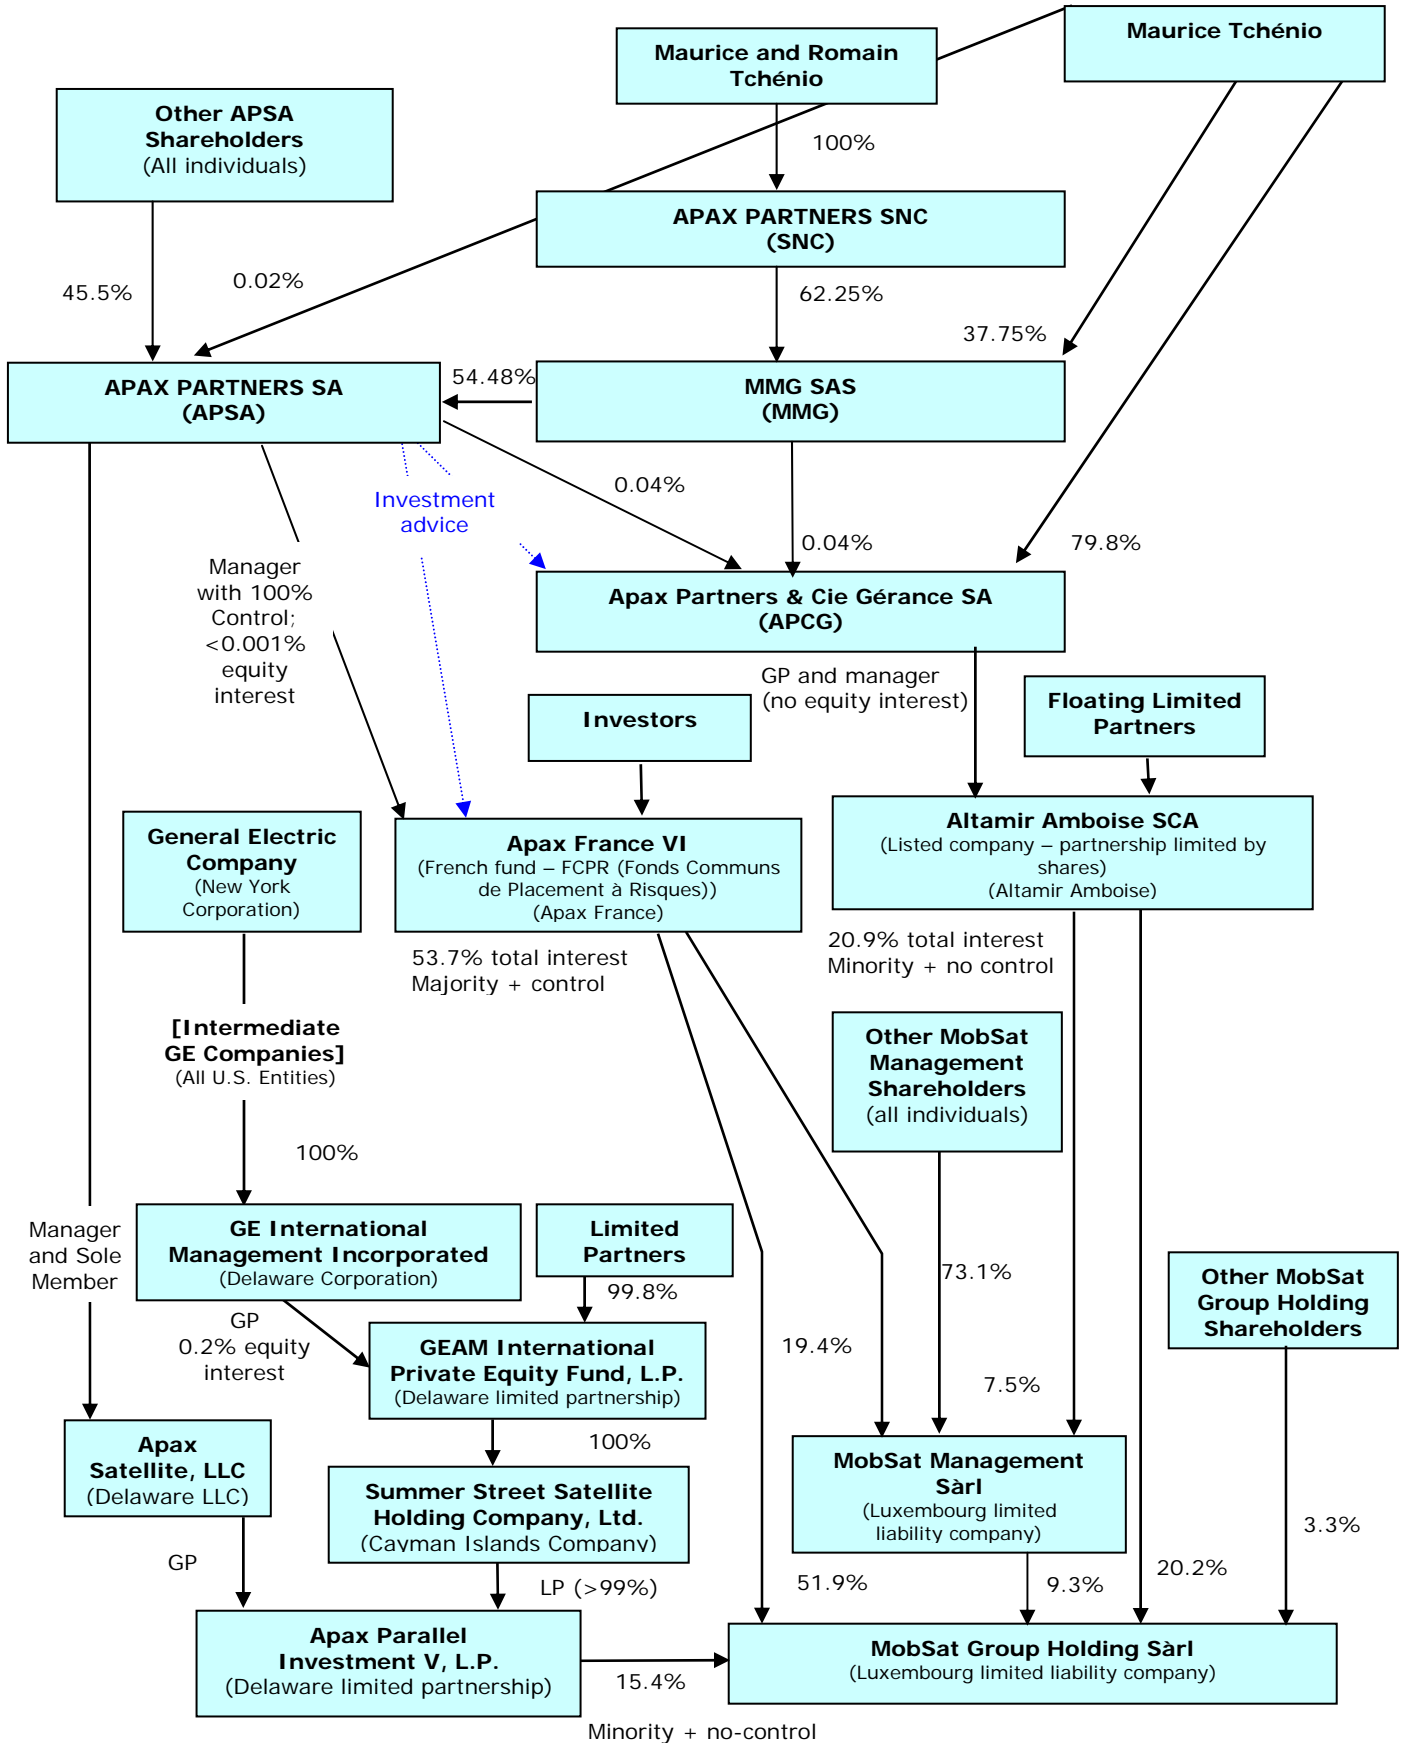 Maurice Tchénio
Maurice and Romain
Tchénio
Other APSA
Shareholders
(All individuals)
100%
APAX PARTNERS SNC
(SNC)
0.02%
45.5%
62.25%
37.75%
APAX PARTNERS SA
(APSA)
54.48%
MMG SAS
(MMG)
0.04%
Investment
advice
0.04%
79.8%
Manager
with 100%
Control;
<0.001%
equity
interest
Apax Partners & Cie Gérance SA
(APCG)
GP and manager
(no equity interest)
Floating Limited
Partners
Investors
General Electric
Company
(New York
Corporation)
Apax France VI
(French fund – FCPR (Fonds Communs
de Placement à Risques))
(Apax France)
Altamir Amboise SCA
(Listed company – partnership limited by
shares)
(Altamir Amboise)
53.7% total interest
Majority + control
20.9% total interest
Minority + no control
[Intermediate
GE Companies]
(All U.S. Entities)
Other MobSat
Management
Shareholders
(all individuals)
100%
Manager
and Sole
Member
GE International
Management Incorporated
(Delaware Corporation)
Limited
Partners
99.8%
73.1%
Other MobSat
Group Holding
Shareholders
GP
0.2% equity
interest
GEAM International
Private Equity Fund, L.P.
(Delaware limited partnership)
19.4%
7.5%
100%
Apax
Satellite, LLC
(Delaware LLC)
Summer Street Satellite
Holding Company, Ltd.
(Cayman Islands Company)
MobSat Management
Sàrl
(Luxembourg limited
liability company)
3.3%
GP
LP (>99%)
51.9%
9.3%
20.2%
Apax Parallel
Investment V, L.P.
(Delaware limited partnership)
15.4%
MobSat Group Holding Sàrl
(Luxembourg limited liability company)
Minority + no-control